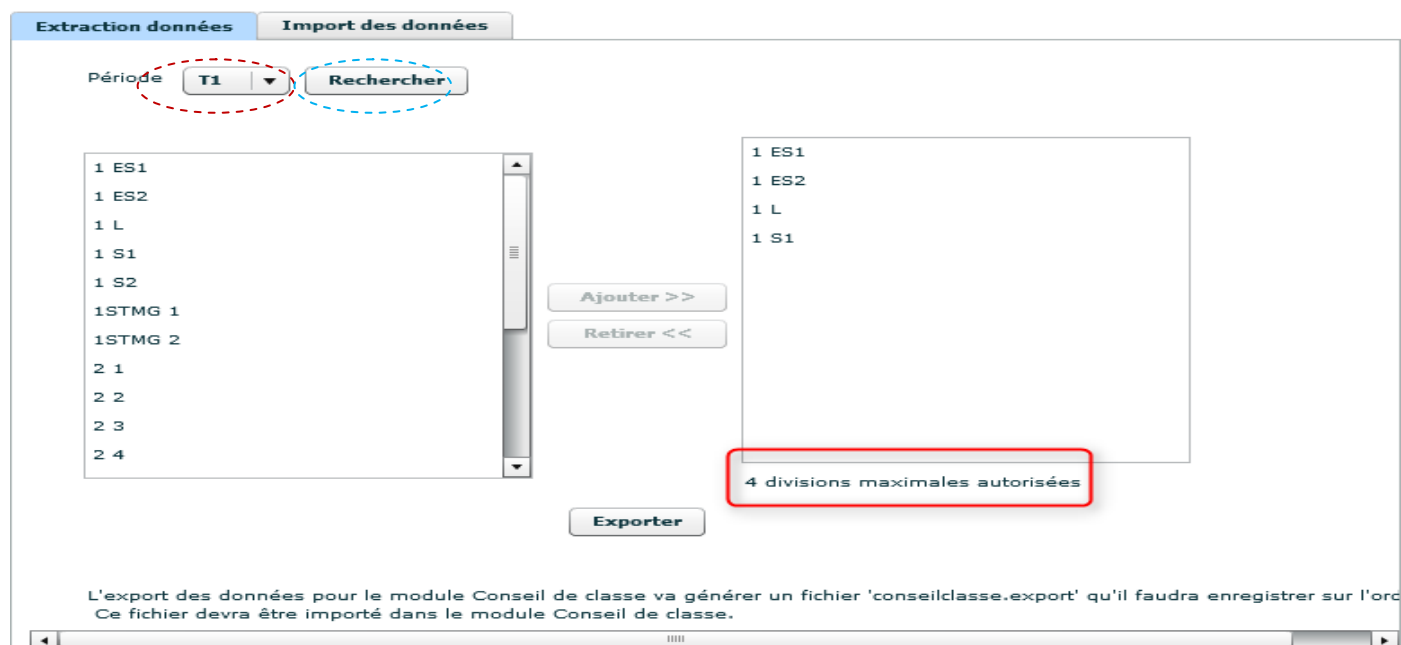 Extraction données
Import des données
Période
T1
Rechercher
1 ES1
1 ES2
1 L
1 S1
1 S2
1STMG 1
1STMG 2
2 1
2 2
2 3
2 4
Ajouter >>
Retirer <<
1 ES1
1 ES2
1 L
1 S1
4 divisions maximales autorisées
Exporter
L'export des données pour le module Conseil de classe va générer un fichier 'conseilclasse.export' qu'il faudra enregistrer sur l'ord
Ce fichier devra être importé dans le module Conseil de classe.